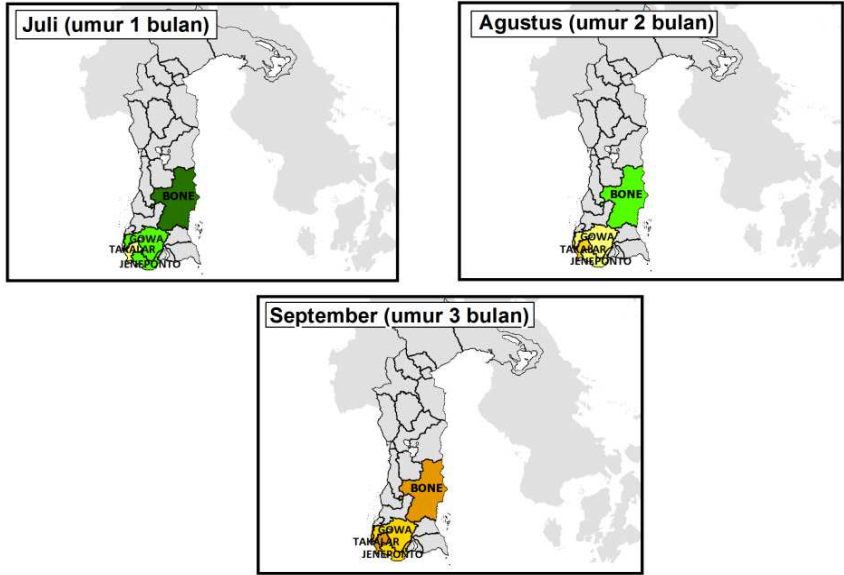 Juli (umur 1 bulan)
BONE
GOWA
TAKALAR
JENEPONTO
Agustus (umur 2 bulan)
BONE
GOWA
TAKALAR
JENEPONTO
September (umur 3 bulan)
BONE
GOWA
TAKALAR
JENEPONTO